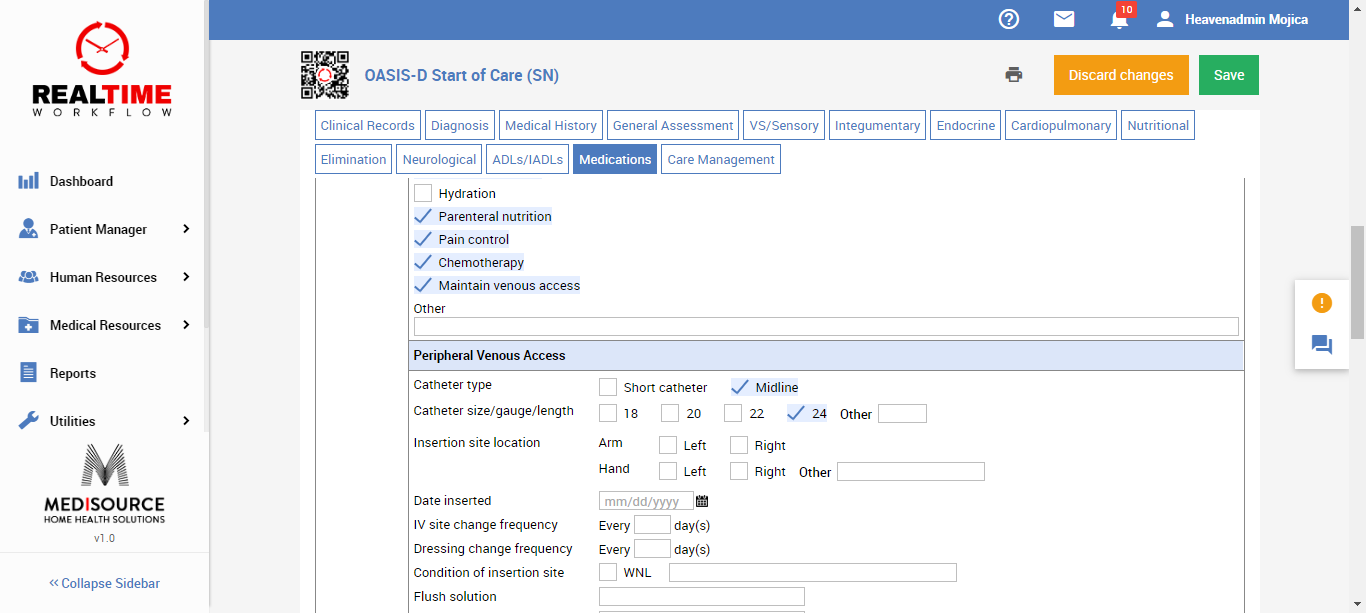 10
Heavenadmin Mojica
REALTIME
WORKFLOW
OASIS-D Start of Care (SN)
Discard changes
Save
Clinical Records
Diagnosis
Medical History
General Assessment
VS/Sensory
Integumentary
Endocrine
Cardiopulmonary
Nutritional
Elimination
Neurological
ADLs/IADLs
Medications
Care Management
Dashboard
Patient Manager
Human Resources
Medical Resources
Reports
Utilities
MEDISOURCE
HOME HEALTH SOLUTIONS
v1.0
Collapse Sidebar
Hydration
Parenteral nutrition
Pain control
Chemotherapy
Maintain venous access
Other
Peripheral Venous Access
Catheter type Short catheter Midline
Catheter size/gauge/length 18 20 22 24 Other
Insertion site location Arm Left Right
Hand Left Right Other
Date inserted mm/dd/yyyy
IV site change frequency Every day(s)
Dressing change frequency Every day(s)
Condition of insertion site WNL
Flush solution